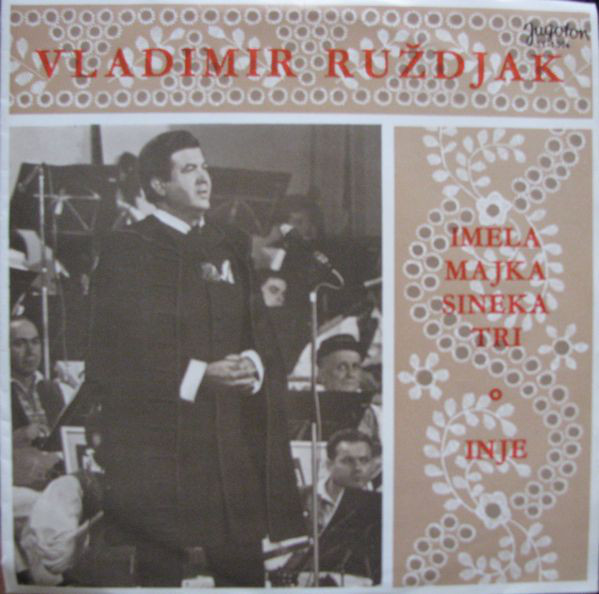 Jugoton
VLADIMIR RUŽDJAK
IMELA
MAJKA
SINEKA
TRI
INJE